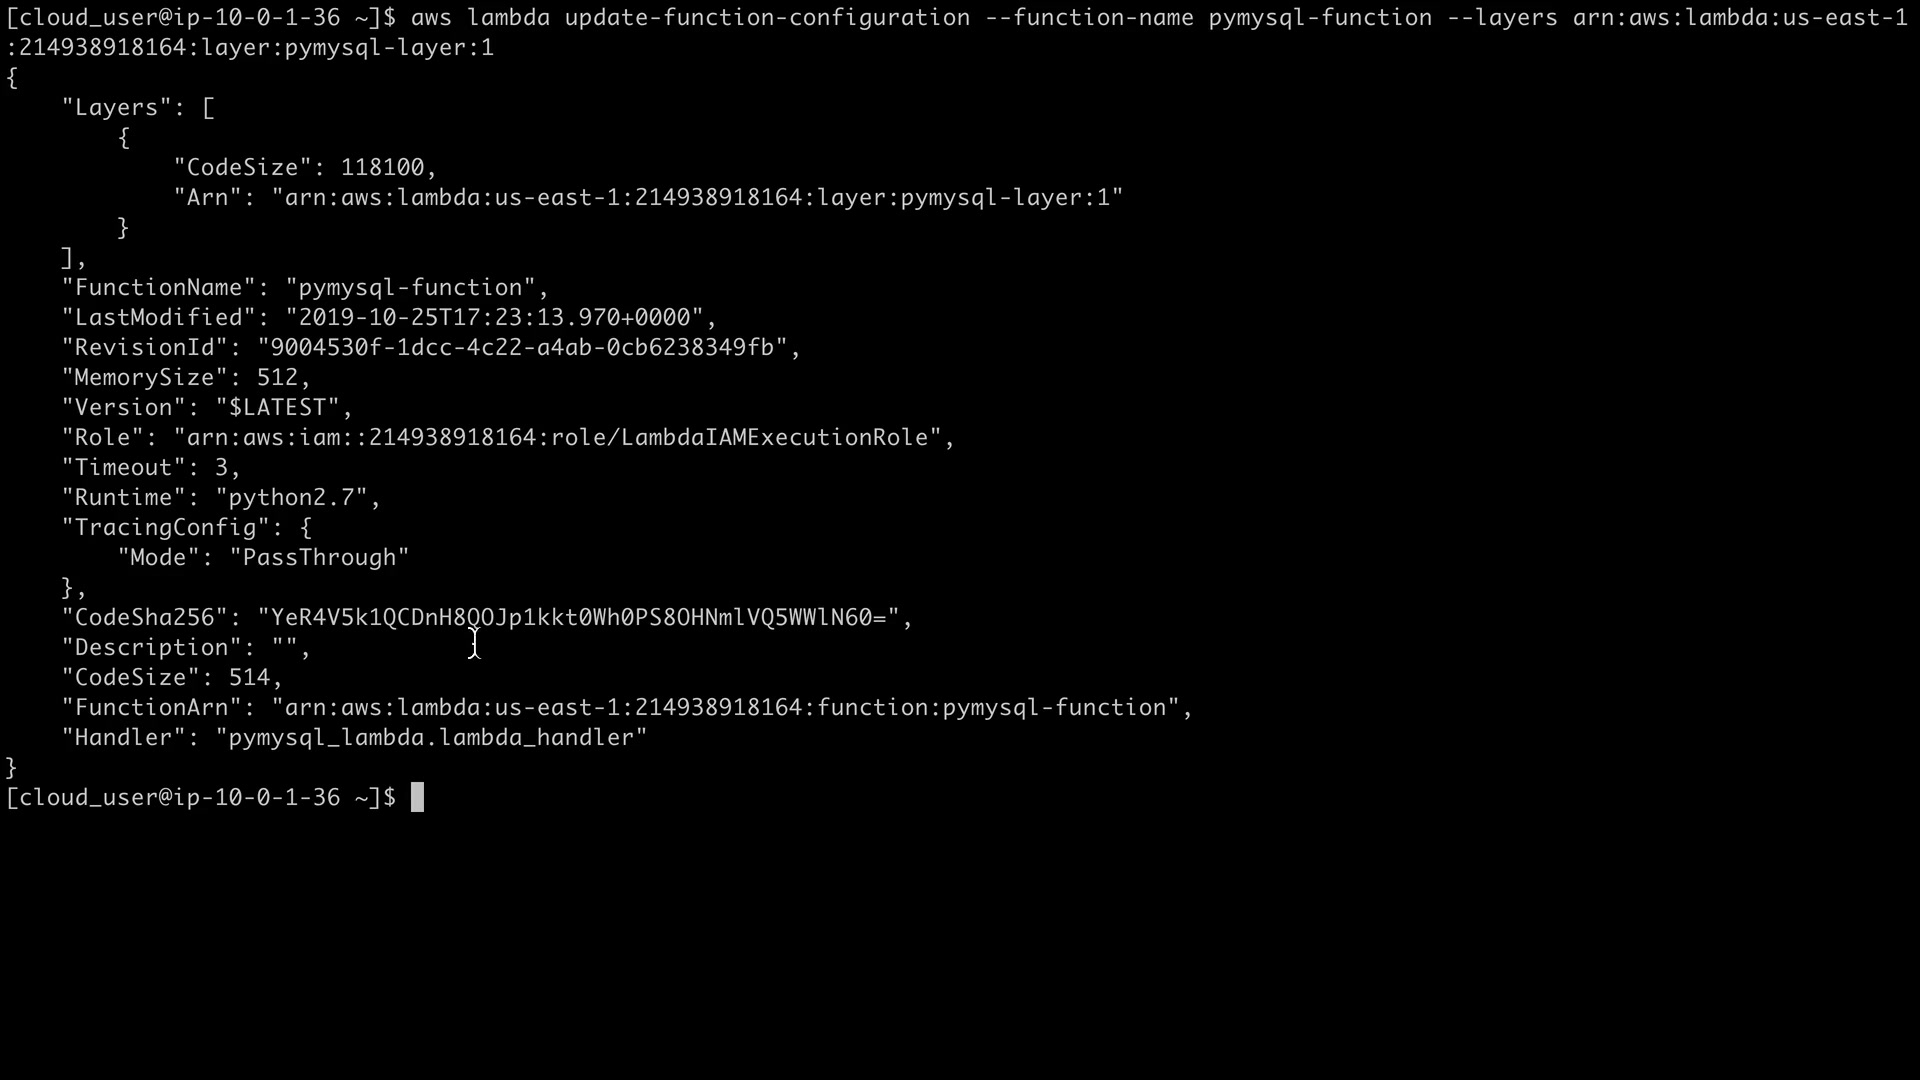 [cloud_user@ip-10-0-1-36 ~]$ aws lambda update-function-configuration --function-name pymysql-function --layers arn:aws:lambda:us-east-1
:214938918164:layer:pymysql-layer:1
{
    "Layers": [
        {
            "CodeSize": 118100,
            "Arn": "arn:aws:lambda:us-east-1:214938918164:layer:pymysql-layer:1"
        }
    ],
    "FunctionName": "pymysql-function",
    "LastModified": "2019-10-25T17:23:13.970+0000",
    "RevisionId": "9004530f-1dcc-4c22-a4ab-0cb6238349fb",
    "MemorySize": 512,
    "Version": "$LATEST",
    "Role": "arn:aws:iam::214938918164:role/LambdaIAMExecutionRole",
    "Timeout": 3,
    "Runtime": "python2.7",
    "TracingConfig": {
        "Mode": "PassThrough"
    },
    "CodeSha256": "YeR4V5k1QCDnH8QOJp1kkt0Wh0PS8OHNmlVQ5WWlN60=",
    "Description": "",
    "CodeSize": 514,
    "FunctionArn": "arn:aws:lambda:us-east-1:214938918164:function:pymysql-function",
    "Handler": "pymysql_lambda.lambda_handler"
}
[cloud_user@ip-10-0-1-36 ~]$